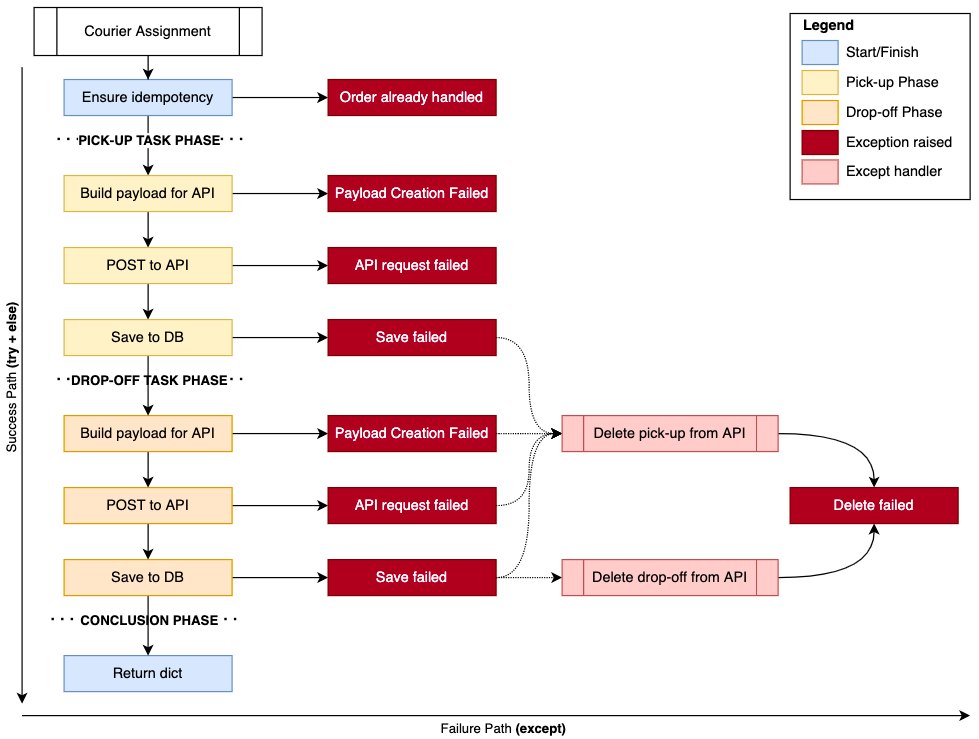 Courier Assignment
Legend
Start/Finish
Pick-up Phase
Drop-off Phase
Exception raised
Except handler
Ensure idempotency
Order already handled
PICK-UP TASK PHASE
Build payload for API
Payload Creation Failed
POST to API
API request failed
Save to DB
Save failed
DROP-OFF TASK PHASE
Build payload for API
Payload Creation Failed
Delete pick-up from API
POST to API
API request failed
Delete failed
Save to DB
Save failed
Delete drop-off from API
CONCLUSION PHASE
Return dict
Success Path (try + else)
Failure Path (except)